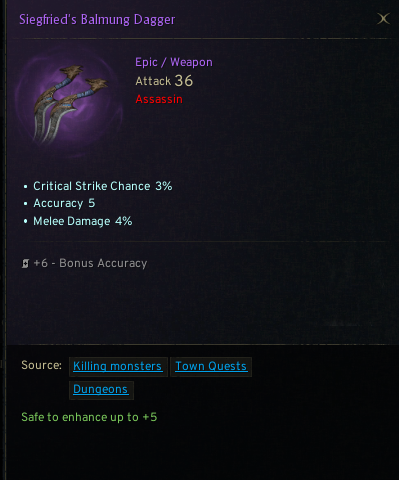 Siegfried's Balmung Dagger
Epic / Weapon
Attack 36
Assassin
• Critical Strike Chance 3%
• Accuracy 5
• Melee Damage 4%
+6 - Bonus Accuracy
Source: Killing monsters Town Quests
Dungeons
Safe to enhance up to +5